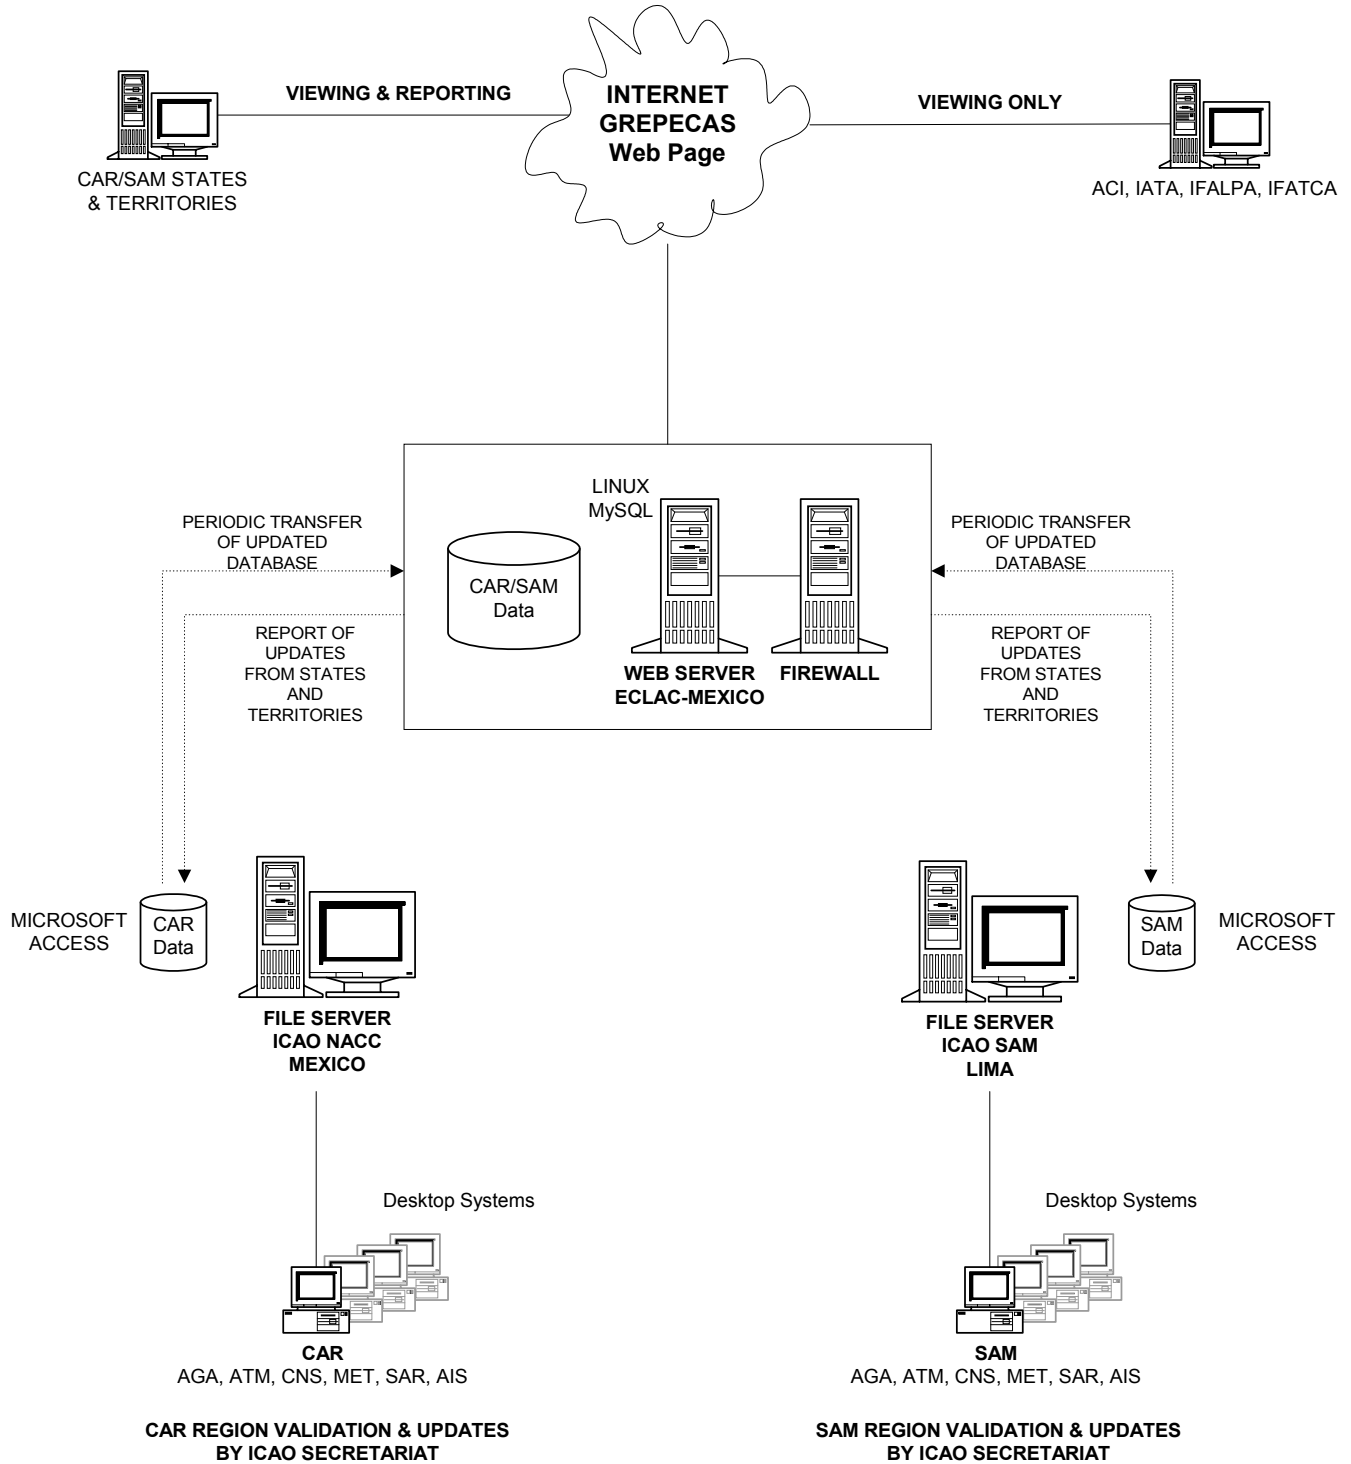 VIEWING & REPORTING
INTERNET
GREPECAS
Web Page
VIEWING ONLY
CAR/SAM STATES
& TERRITORIES
ACI, IATA, IFALPA, IFATCA
PERIODIC TRANSFER
OF UPDATED
DATABASE
REPORT OF
UPDATES
FROM STATES
AND
TERRITORIES
LINUX
MySQL
CAR/SAM
Data
WEB SERVER
ECLAC-MEXICO
FIREWALL
PERIODIC TRANSFER
OF UPDATED
DATABASE
REPORT OF
UPDATES
FROM STATES
AND
TERRITORIES
MICROSOFT
ACCESS
CAR
Data
FILE SERVER
ICAO NACC
MEXICO
SAM
Data
MICROSOFT
ACCESS
FILE SERVER
ICAO SAM
LIMA
Desktop Systems
CAR
AGA, ATM, CNS, MET, SAR, AIS
CAR REGION VALIDATION & UPDATES
BY ICAO SECRETARIAT
Desktop Systems
SAM
AGA, ATM, CNS, MET, SAR, AIS
SAM REGION VALIDATION & UPDATES
BY ICAO SECRETARIAT